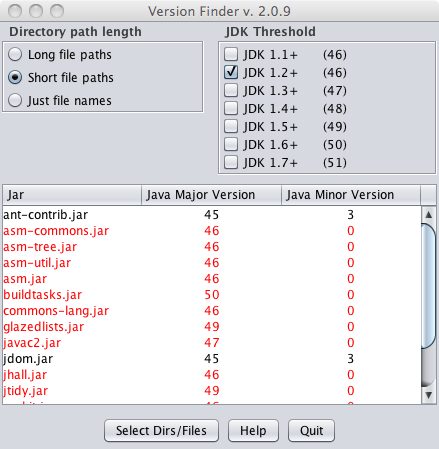 Version Finder v. 2.0.9
Directory path length
Long file paths
Short file paths
Just file names
JDK Threshold
JDK 1.1+ (46)
JDK 1.2+ (46)
JDK 1.3+ (47)
JDK 1.4+ (48)
JDK 1.5+ (49)
JDK 1.6+ (50)
JDK 1.7+ (51)
Jar Java Major Version Java Minor Version
ant-contrib.jar 45 3
asm-commons.jar 46 0
asm-tree.jar 46 0
asm-util.jar 46 0
asm.jar 46 0
buildtasks.jar 50 0
commons-lang.jar 46 0
glazedlists.jar 49 0
javac2.jar 47 0
jdom.jar 45 3
jhall.jar 46 0
jtidy.jar 49 0
Select Dirs/Files Help Quit